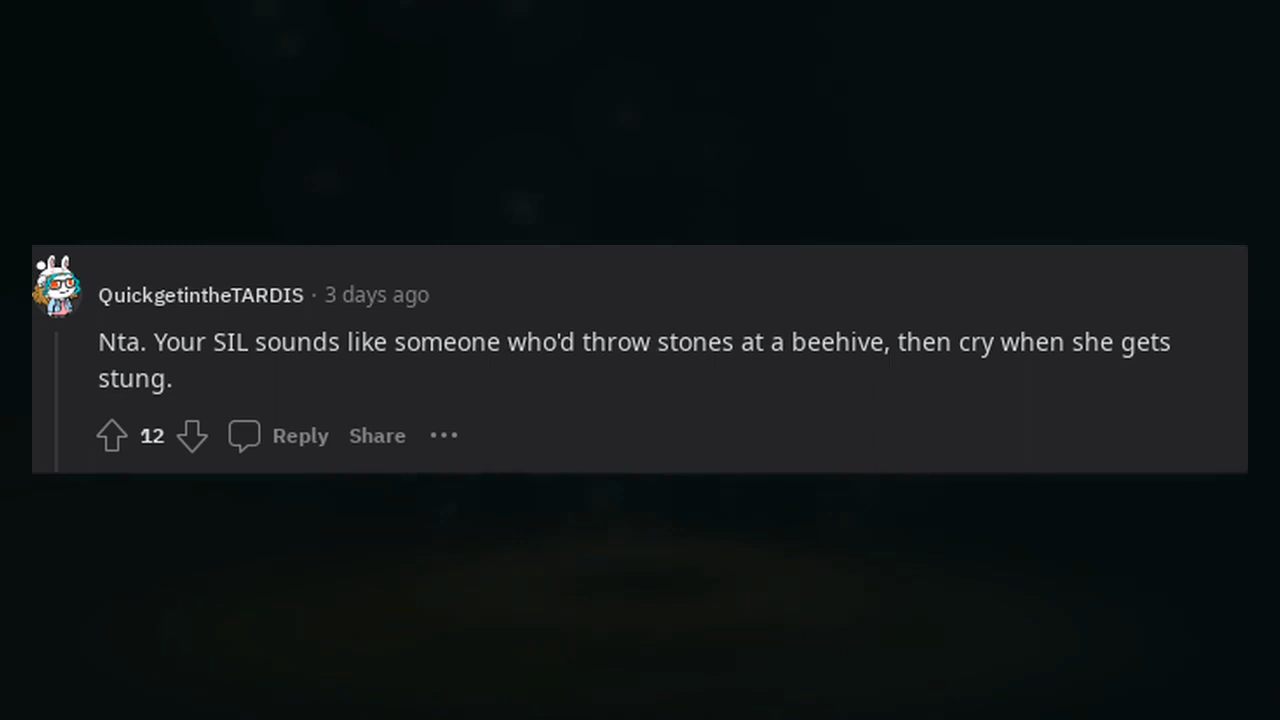 QuickgetintheTARDIS · 3 days ago
Nta. Your SIL sounds like someone who'd throw stones at a beehive, then cry when she gets
stung.
12 Reply Share ···